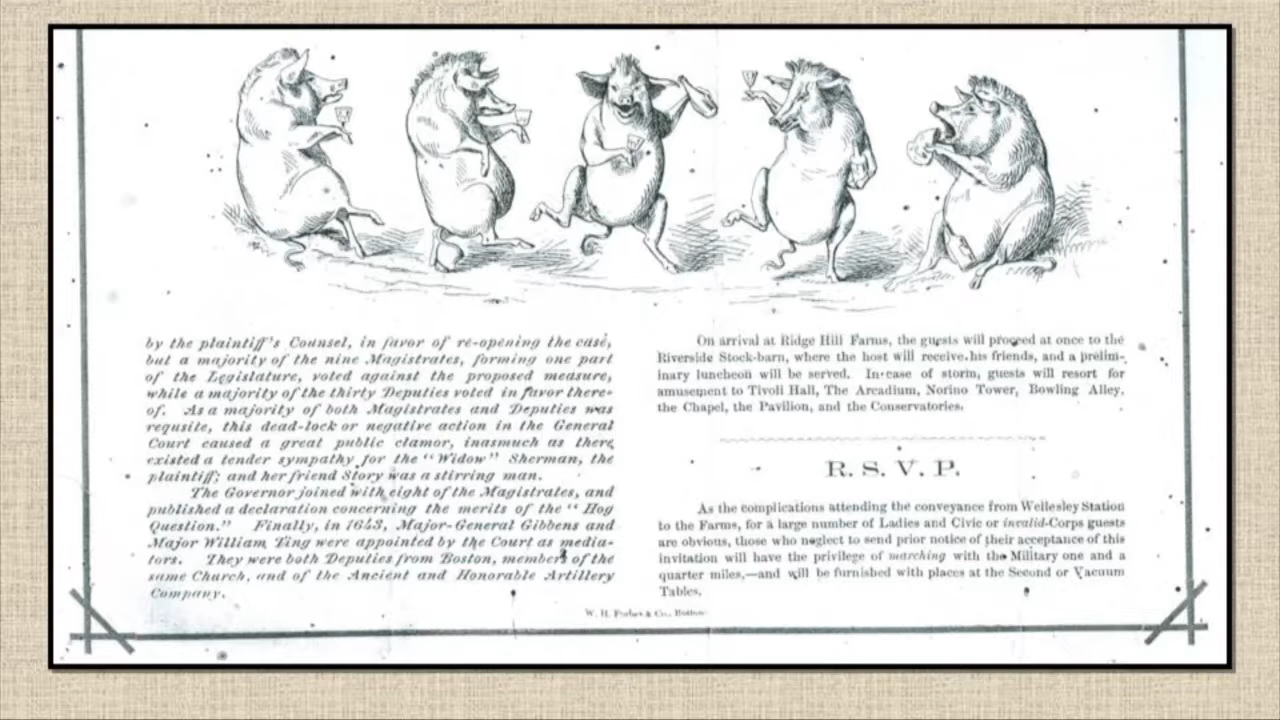 by the plaintiff's Counsel, in favor of re-opening the case,
but a majority of the nine Magistrates, forming one part
of the Legislature, voted against the proposed measure,
while a majority of the thirty Deputies voted in favor there-
of. As a majority of both Magistrates and Deputies was
requsite, this dead-lock or negative action in the General
Court caused a great public clamor, inasmuch as there
existed a tender sympathy for the "Widow" Sherman, the
plaintiff; and her friend Story was a stirring man.
The Governor joined with eight of the Magistrates, and
published a declaration concerning the merits of the "Hog
Question." Finally, in 1643, Major-General Gibbens and
Major William Ting were appointed by the Court as media-
tors. They were both Deputies from Boston, members of the
same Church, and of the Ancient and Honorable Artillery
Company.
On arrival at Ridge Hill Farms, the guests will proceed at once to the
Riverside Stock-barn, where the host will receive his friends, and a prelim-
inary luncheon will be served. In case of storm, guests will resort for
amusement to Tivoli Hall, The Arcadium, Norino Tower, Bowling Alley,
the Chapel, the Pavilion, and the Conservatories.
R. S. V. P.
As the complications attending the conveyance from Wellesley Station
to the Farms, for a large number of Ladies and Civic or invalid-Corps guests
are obvious, those who neglect to send prior notice of their acceptance of this
invitation will have the privilege of marching with the Military one and a
quarter miles,—and will be furnished with places at the Second or Vacuum
Tables.
W. H. Forbes & Co., Boston